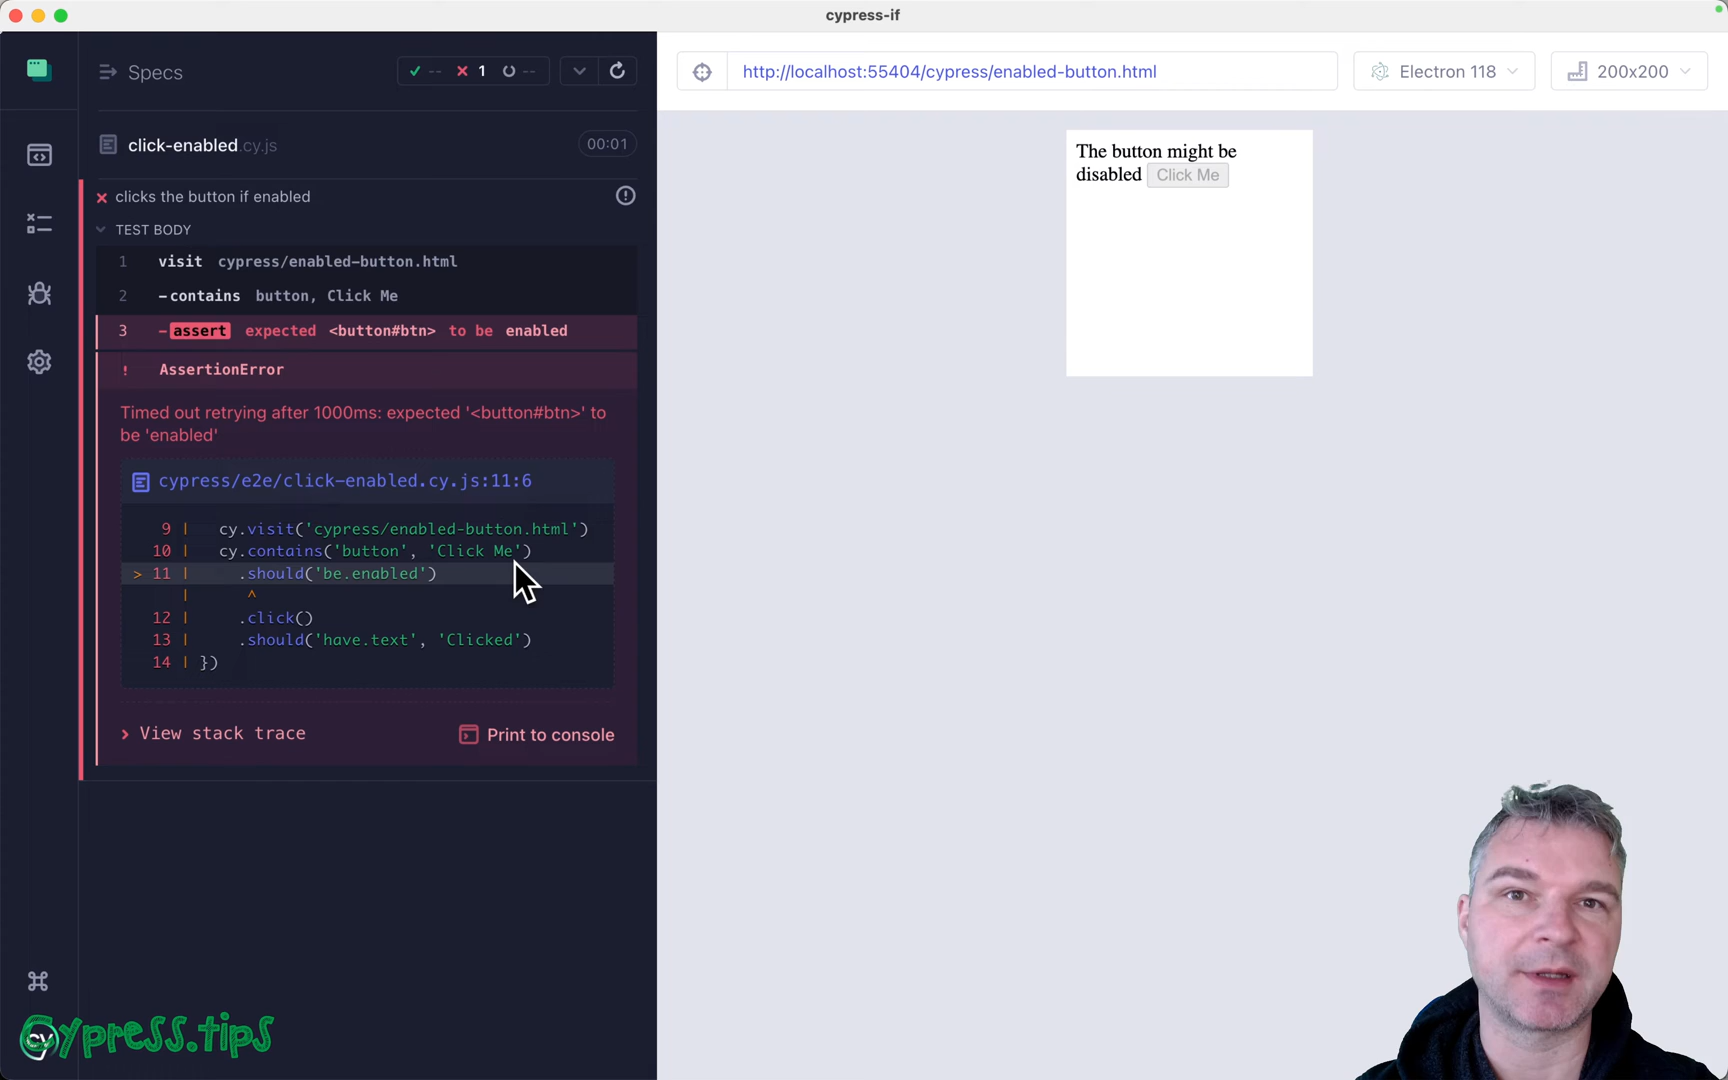 cypress-if
Specs
-- 1 --
http://localhost:55404/cypress/enabled-button.html
Electron 118
200x200
click-enabled.cy.js
00:01
clicks the button if enabled
TEST BODY
1 visit cypress/enabled-button.html
2 -contains button, Click Me
3 -assert expected <button#btn> to be enabled
! AssertionError
Timed out retrying after 1000ms: expected '<button#btn>' to
be 'enabled'
cypress/e2e/click-enabled.cy.js:11:6
9 | cy.visit('cypress/enabled-button.html')
10 | cy.contains('button', 'Click Me')
> 11 | .should('be.enabled')
| ^
12 | .click()
13 | .should('have.text', 'Clicked')
14 | })
> View stack trace
Print to console
The button might be
disabled Click Me
Cypress.tips
cy